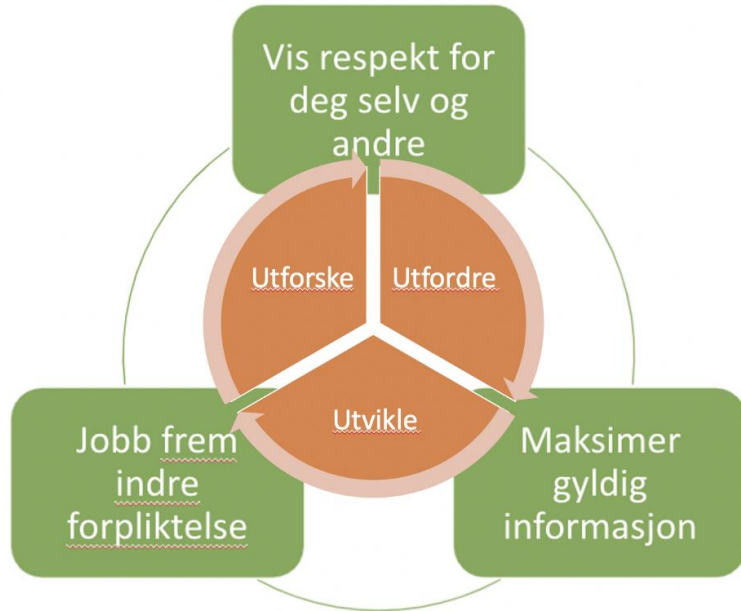 Vis respekt for
deg selv og
andre
Utforske
Utfordre
Utvikle
Jobb frem
indre
forpliktelse
Maksimer
gyldig
informasjon